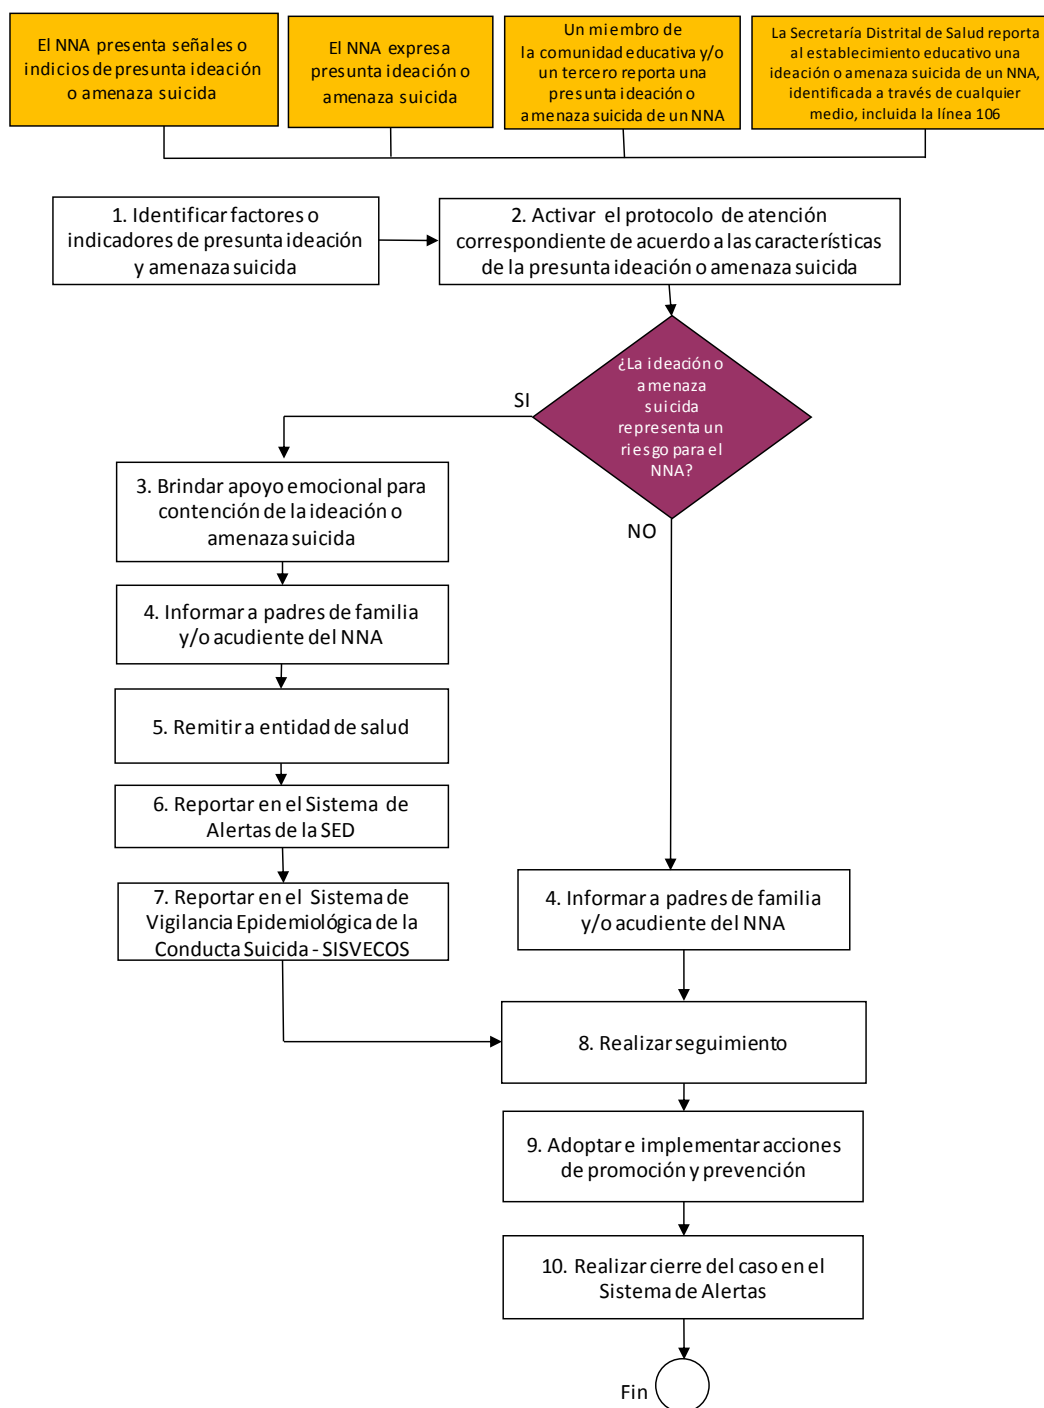 El NNA presenta señales o
indicios de presunta ideación
o amenaza suicida
El NNA expresa
presunta ideación o
amenaza suicida
Un miembro de
la comunidad educativa y/o
un tercero reporta una
presunta ideación o
amenaza suicida de un NNA
La Secretaría Distrital de Salud reporta
al establecimiento educativo una
ideación o amenaza suicida de un NNA,
identificada a través de cualquier
medio, incluida la línea 106
1. Identificar factores o
indicadores de presunta ideación
y amenaza suicida
2. Activar el protocolo de atención
correspondiente de acuerdo a las características
de la presunta ideación o amenaza suicida
¿La ideación o
amenaza
suicida
representa un
riesgo para el
NNA?
SI
NO
3. Brindar apoyo emocional para
contención de la ideación o
amenaza suicida
4. Informar a padres de familia
y/o acudiente del NNA
5. Remitir a entidad de salud
6. Reportar en el Sistema de
Alertas de la SED
7. Reportar en el Sistema de
Vigilancia Epidemiológica de la
Conducta Suicida - SISVECOS
4. Informar a padres de familia
y/o acudiente del NNA
8. Realizar seguimiento
9. Adoptar e implementar acciones
de promoción y prevención
10. Realizar cierre del caso en el
Sistema de Alertas
Fin